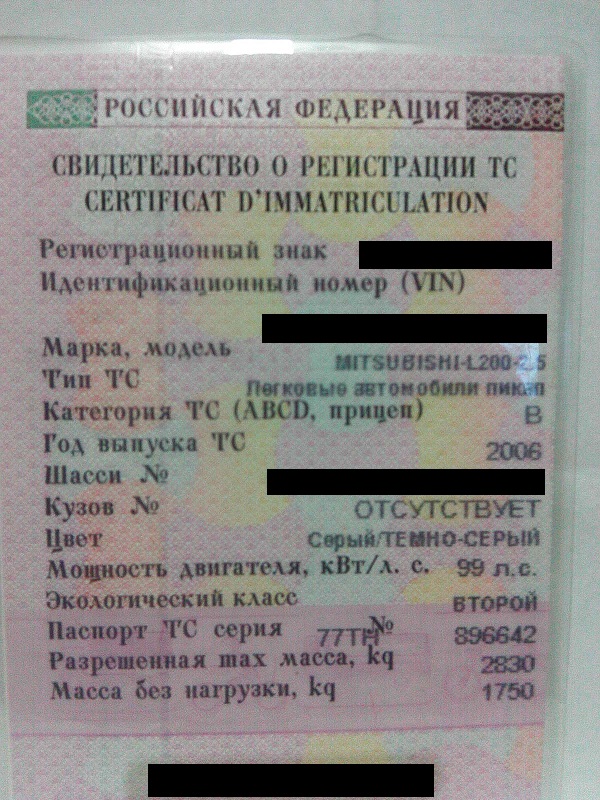 РОССИЙСКАЯ ФЕДЕРАЦИЯ
СВИДЕТЕЛЬСТВО О РЕГИСТРАЦИИ ТС
CERTIFICAT D'IMMATRICULATION
Регистрационный знак
Идентификационный номер (VIN)
Марка, модель MITSUBISHI-L200-2.5
Тип ТС Легковые автомобили пикап
Категория ТС (ABCD, прицеп) B
Год выпуска ТС 2006
Шасси №
Кузов № ОТСУТСТВУЕТ
Цвет Серый/ТЕМНО-СЕРЫЙ
Мощность двигателя, кВт/л. с. 99 л.с.
Экологический класс ВТОРОЙ
Паспорт ТС серия 77ТН № 896642
Разрешенная max масса, kg 2830
Масса без нагрузки, kg 1750